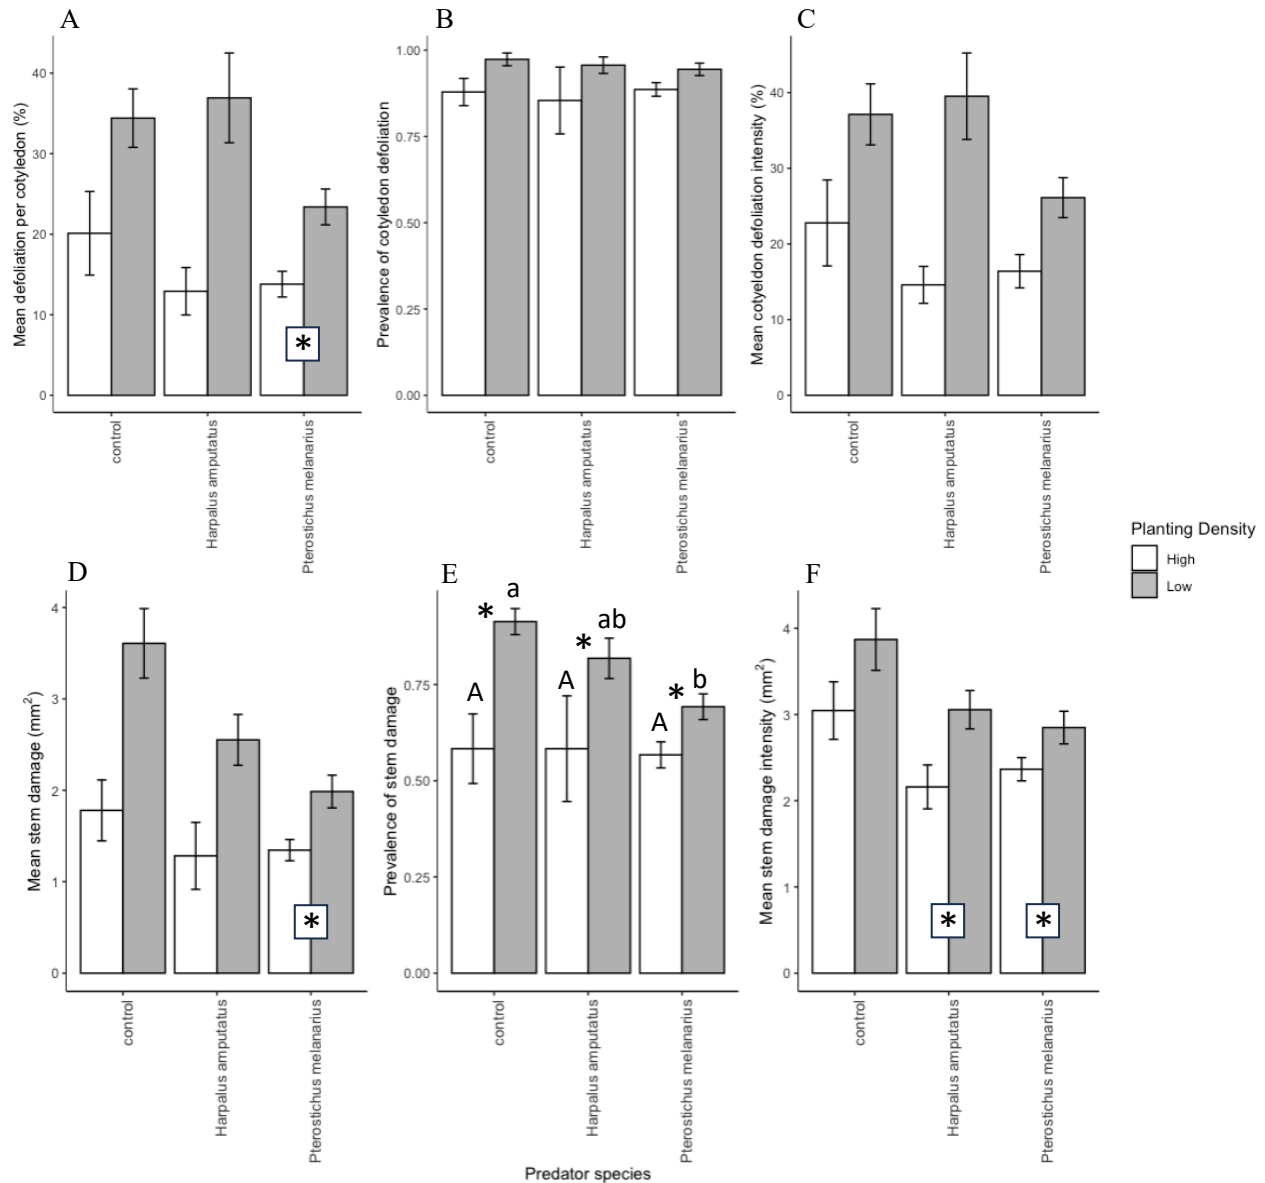 A
Mean defoliation per cotyledon (%)
40
30
20
10
0
*
control
Harpalus amputatus
Pterostichus melanarius
B
Prevalence of cotyledon defoliation
1.00
0.75
0.50
0.25
0.00
control
Harpalus amputatus
Pterostichus melanarius
C
Mean cotyeldon defoliation intensity (%)
40
30
20
10
0
control
Harpalus amputatus
Pterostichus melanarius
Planting Density
High
Low
D
Mean stem damage (mm²)
4
3
2
1
0
*
control
Harpalus amputatus
Pterostichus melanarius
E
Prevalence of stem damage
0.75
0.50
0.25
0.00
A
* a
A
* ab
A
* b
control
Harpalus amputatus
Pterostichus melanarius
F
Mean stem damage intensity (mm²)
4
3
2
1
0
*
*
control
Harpalus amputatus
Pterostichus melanarius
Predator species